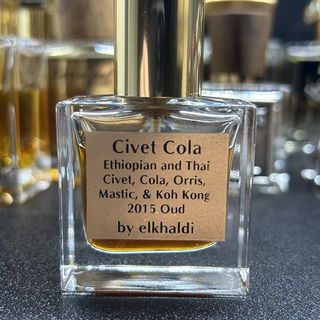 Civet Cola
Ethiopian and Thai
Civet, Cola, Orris,
Mastic, & Koh Kong
2015 Oud
by elkhaldi